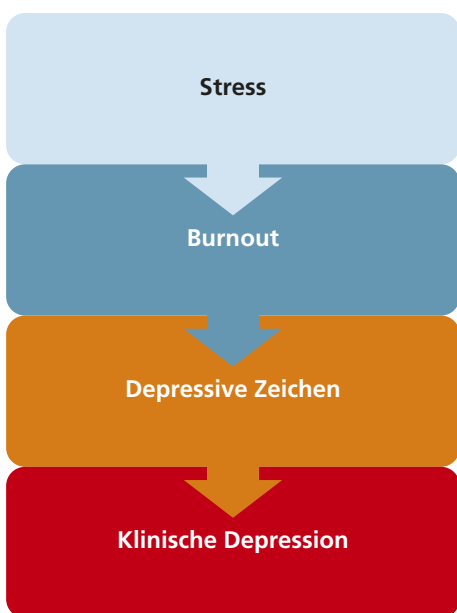 Stress
Burnout
Depressive Zeichen
Klinische Depression